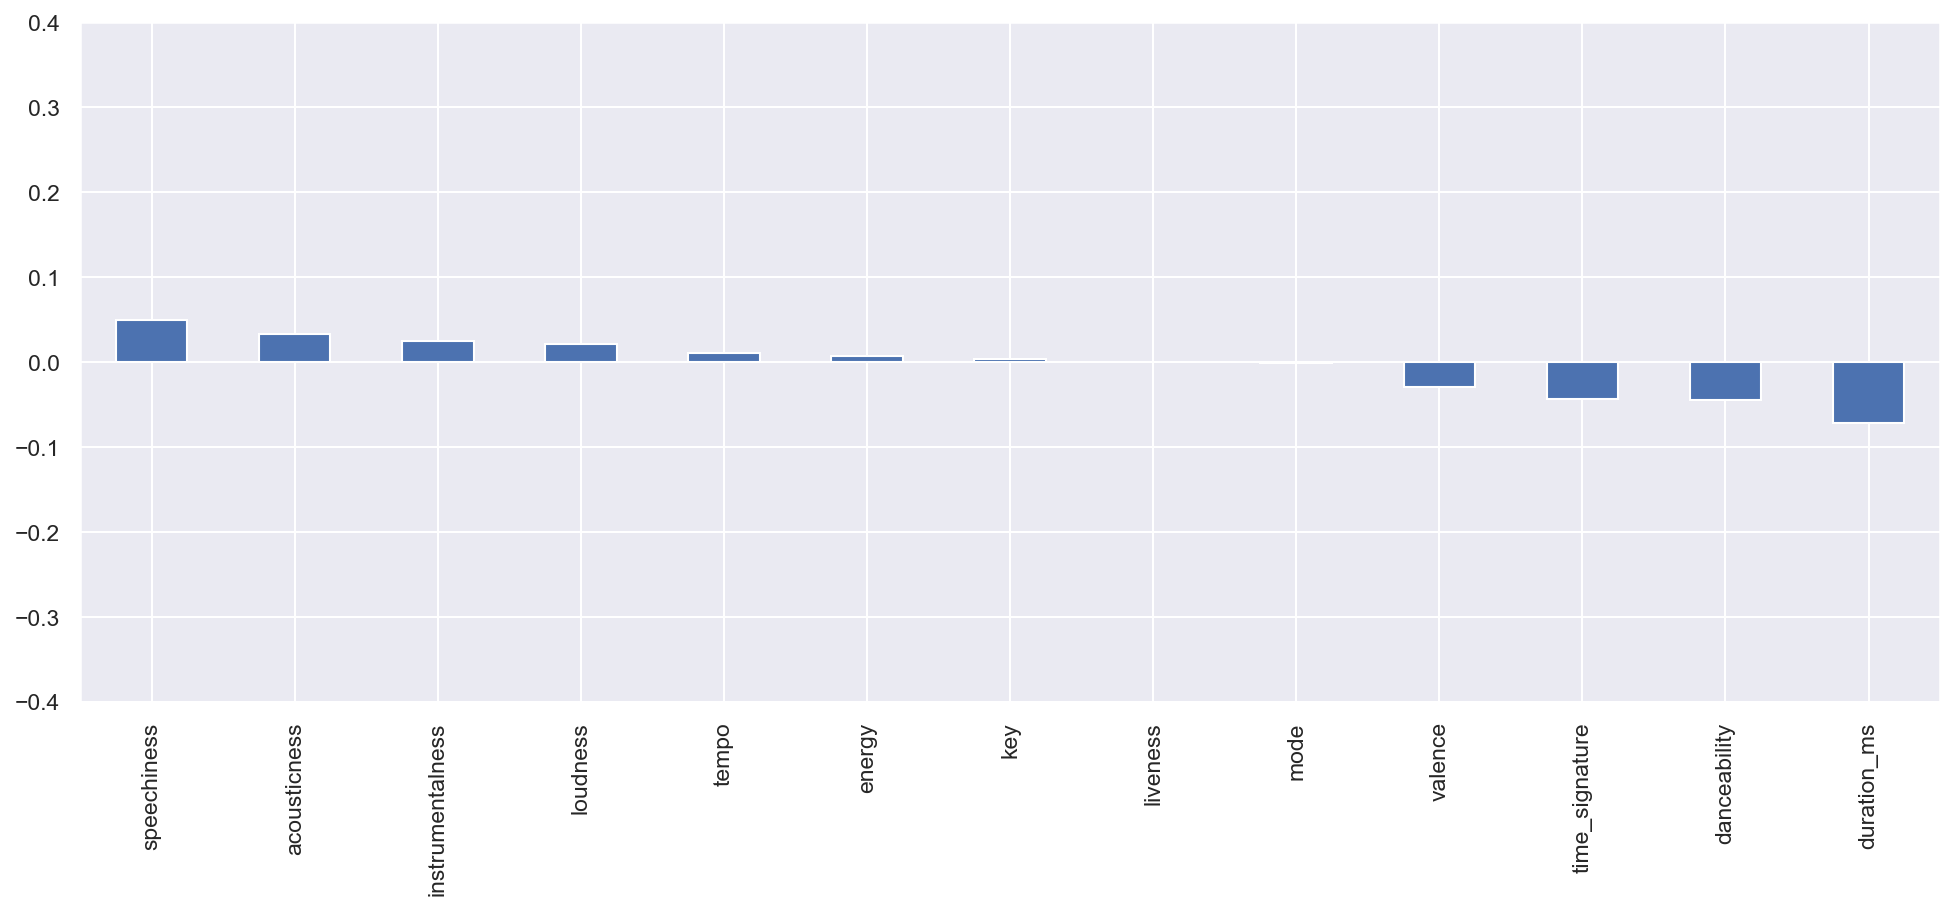 0.4
0.3
0.2
0.1
0.0
−0.1
−0.2
−0.3
−0.4
speechiness
acousticness
instrumentalness
loudness
tempo
energy
key
liveness
mode
valence
time_signature
danceability
duration_ms